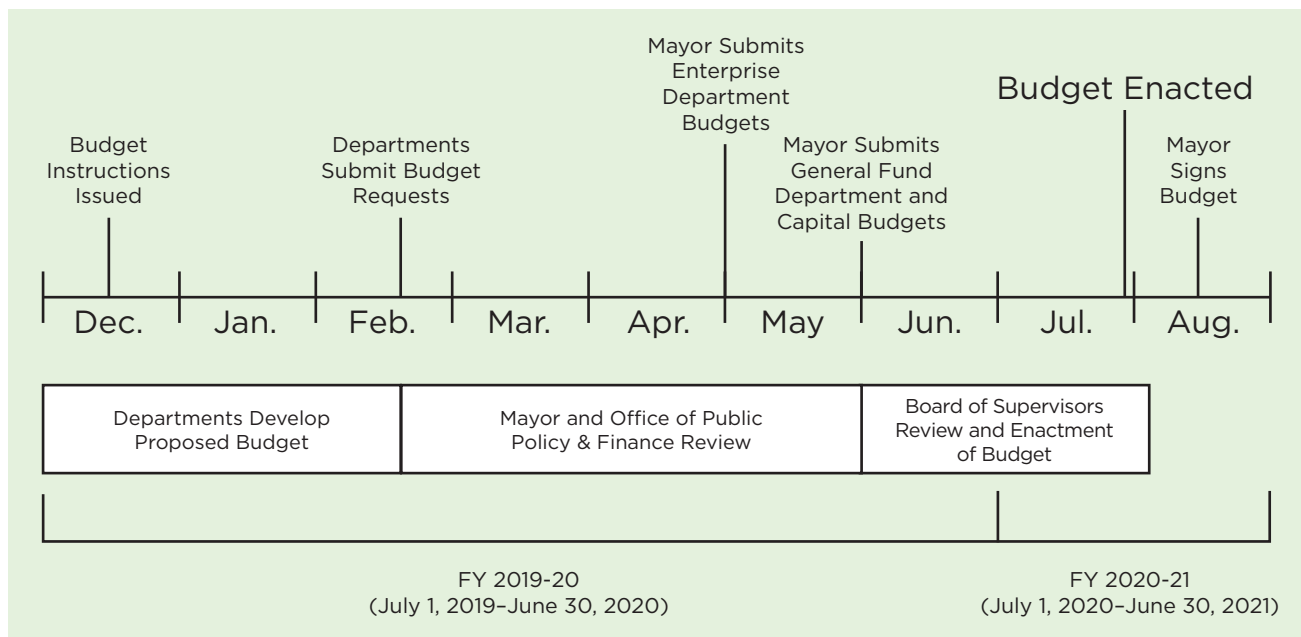 Mayor Submits
Enterprise
Department
Budgets
Budget Enacted
Budget
Instructions
Issued
Departments
Submit Budget
Requests
Mayor Submits
General Fund
Department and
Capital Budgets
Mayor
Signs
Budget
Dec.
Jan.
Feb.
Mar.
Apr.
May
Jun.
Jul.
Aug.
Departments Develop
Proposed Budget
Mayor and Office of Public
Policy & Finance Review
Board of Supervisors
Review and Enactment
of Budget
FY 2019-20
(July 1, 2019–June 30, 2020)
FY 2020-21
(July 1, 2020–June 30, 2021)